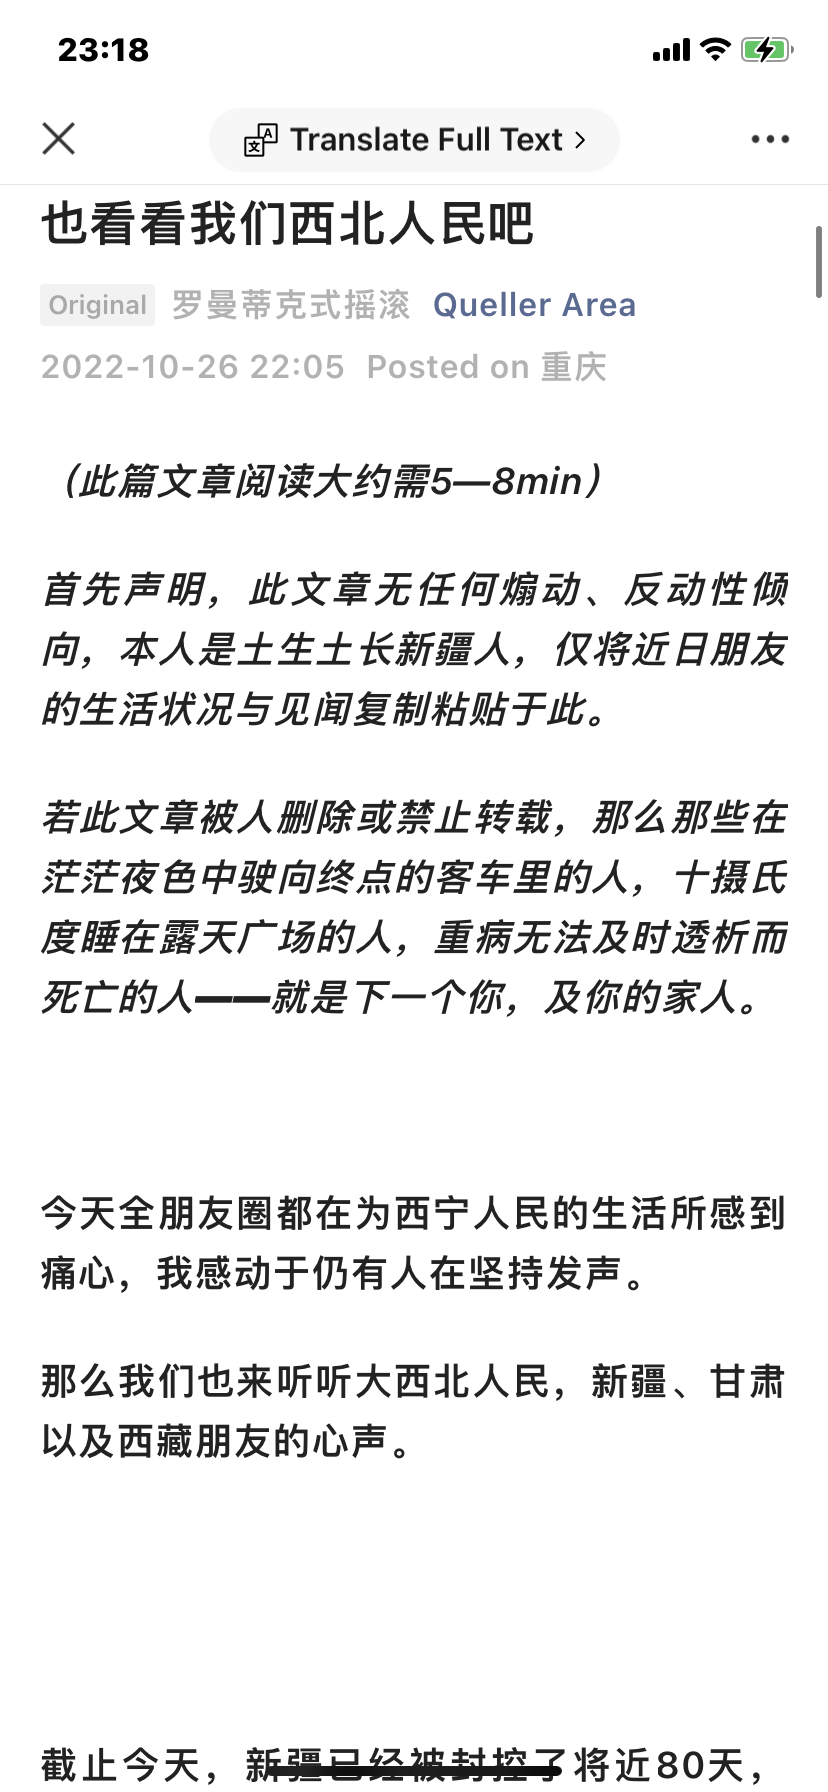 23:18
Translate Full Text
也看看我们西北人民吧
Original 罗曼蒂克式摇滚 Queller Area
2022-10-26 22:05 Posted on 重庆
（此篇文章阅读大约需5—8min）
首先声明，此文章无任何煽动、反动性倾
向，本人是土生土长新疆人，仅将近日朋友
的生活状况与见闻复制粘贴于此。
若此文章被人删除或禁止转载，那么那些在
茫茫夜色中驶向终点的客车里的人，十摄氏
度睡在露天广场的人，重病无法及时透析而
死亡的人——就是下一个你，及你的家人。
今天全朋友圈都在为西宁人民的生活所感到
痛心，我感动于仍有人在坚持发声。
那么我们也来听听大西北人民，新疆、甘肃
以及西藏朋友的心声。
截止今天，新疆已经被封控了将近80天，